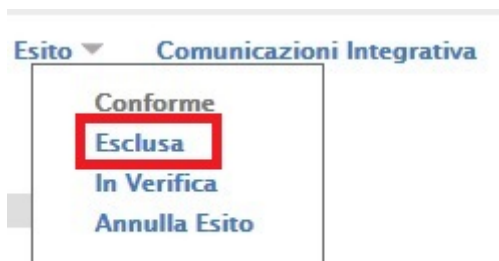 Esito Comunicazioni Integrativa
Conforme
Esclusa
In Verifica
Annulla Esito